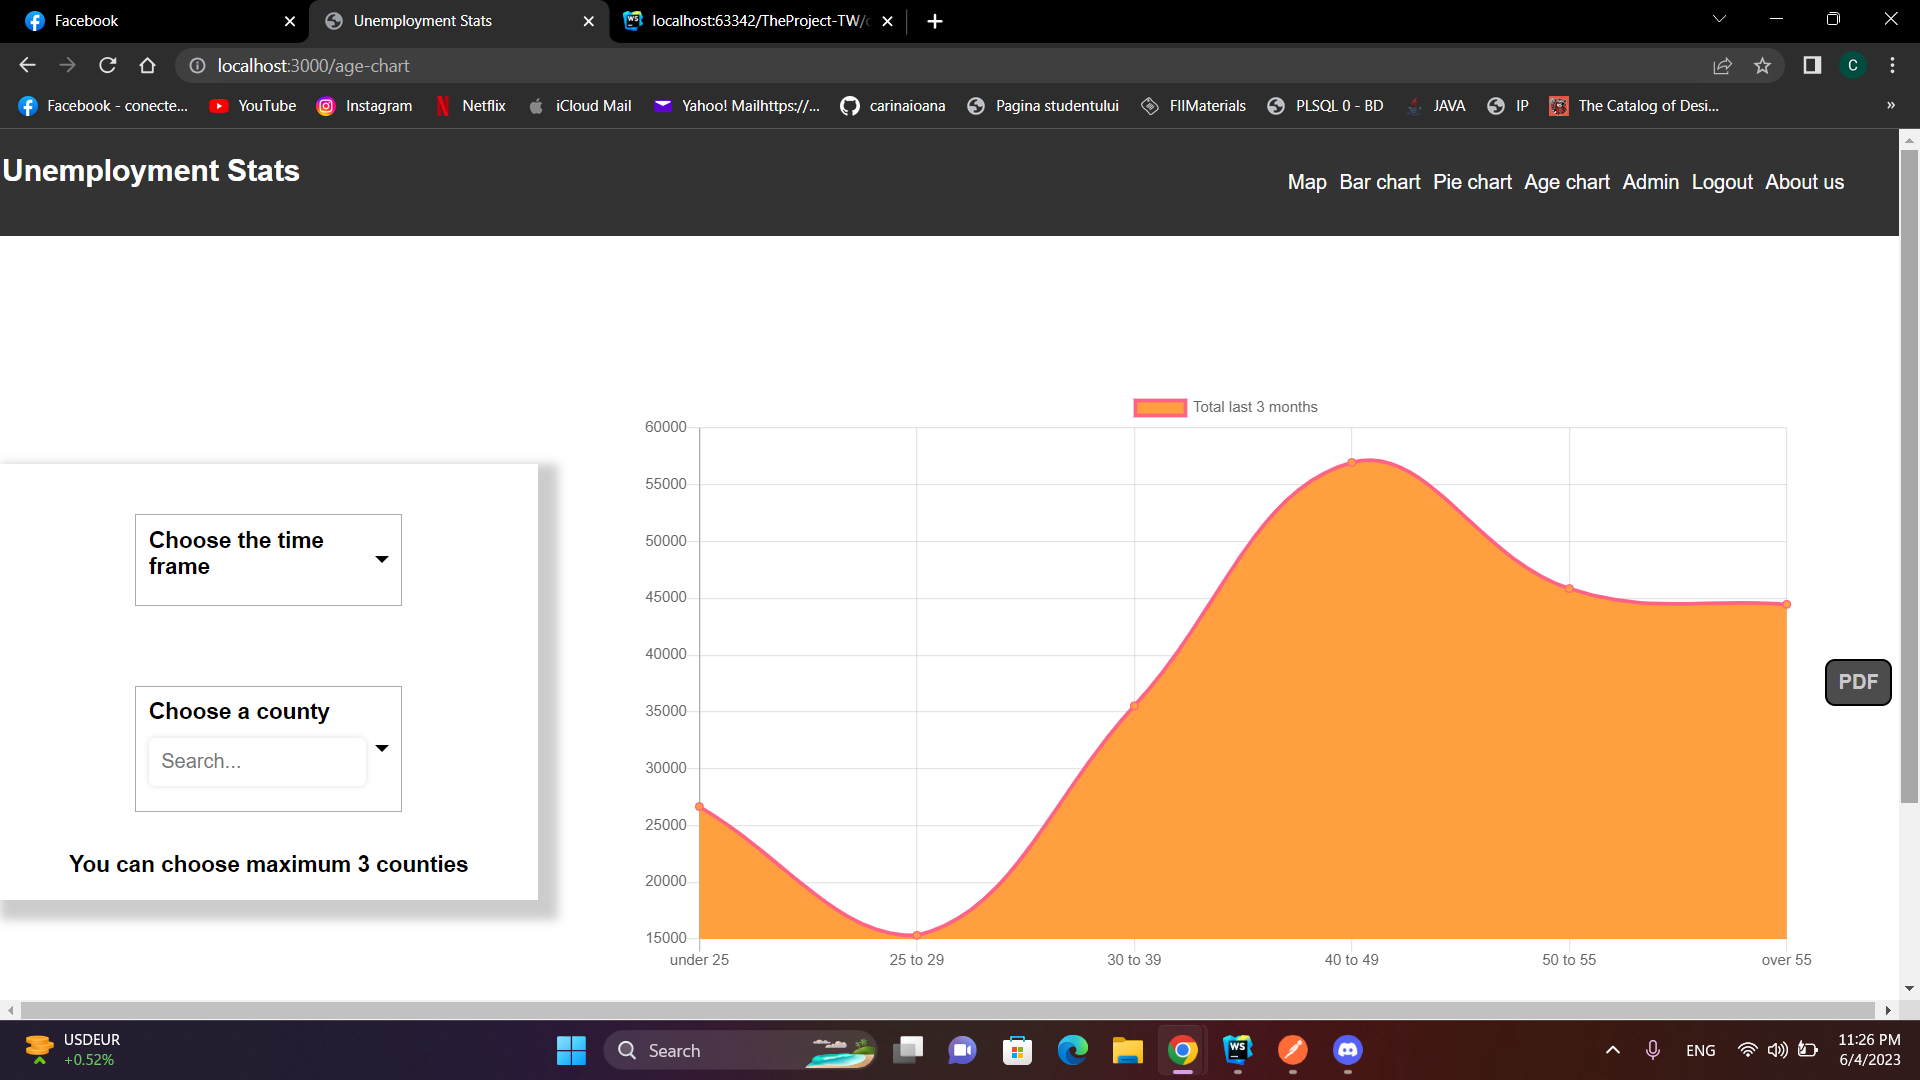 Facebook
Unemployment Stats
localhost:63342/TheProject-TW/
localhost:3000/age-chart
C
Facebook - conecte...
YouTube
Instagram
Netflix
iCloud Mail
Yahoo! Mailhttps://...
carinaioana
Pagina studentului
FIIMaterials
PLSQL 0 - BD
JAVA
IP
The Catalog of Desi...
»
Unemployment Stats
Map Bar chart Pie chart Age chart Admin Logout About us
Choose the time
frame
Choose a county
Search...
You can choose maximum 3 counties
Total last 3 months
60000
55000
50000
45000
40000
35000
30000
25000
20000
15000
under 25
25 to 29
30 to 39
40 to 49
50 to 55
over 55
PDF
USDEUR
+0.52%
Search
WS
ENG
11:26 PM
6/4/2023